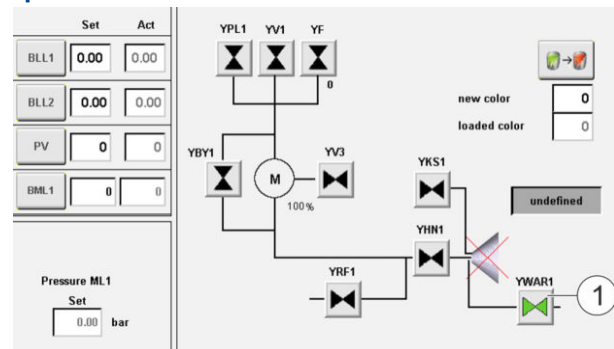 Set Act
BLL1 0.00 0.00
BLL2 0.00 0.00
PV 0 0
BML1 0 0
Pressure ML1
Set
0.00 bar
YPL1 YV1 YF
0
YBY1
M
100%
YV3
YRF1
YKS1
YHN1
YWAR1
1
new color 0
loaded color 0
undefined